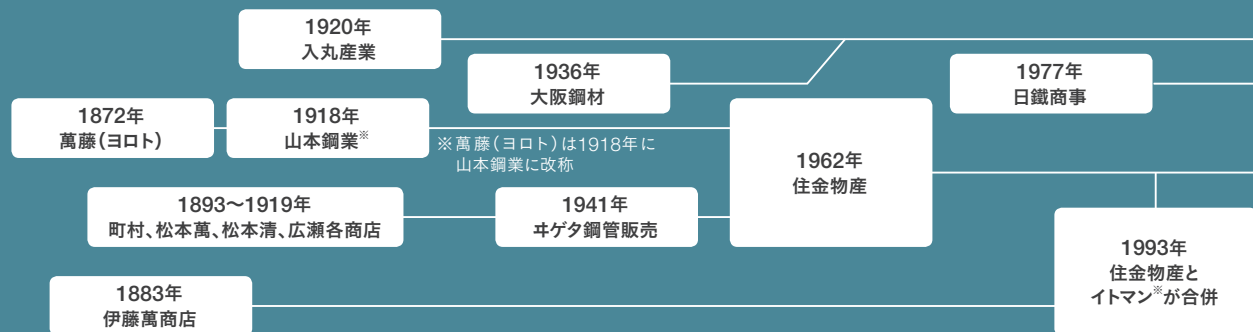 1920年
入丸産業
1936年
大阪鋼材
1977年
日鐵商事
1872年
萬藤(ヨロト)
1918年
山本鋼業※
※萬藤(ヨロト)は1918年に
山本鋼業に改称
1962年
住金物産
1893〜1919年
町村、松本萬、松本清、広瀬各商店
1941年
ヰゲタ鋼管販売
1993年
住金物産と
イトマン※が合併
1883年
伊藤萬商店